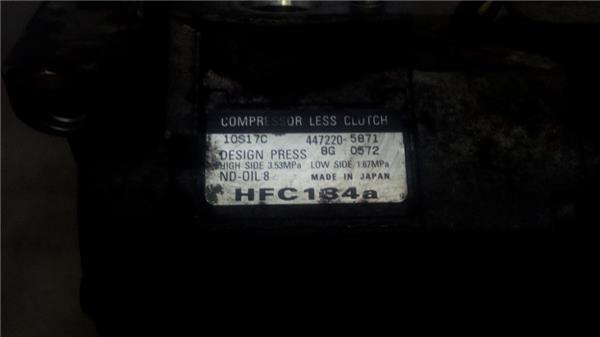 COMPRESSOR LESS CLUTCH
10S17C 447220-5871
DESIGN PRESS 8G 0572
HIGH SIDE 3.53MPa LOW SIDE 1.67MPa
ND-OIL 8 MADE IN JAPAN
HFC134a